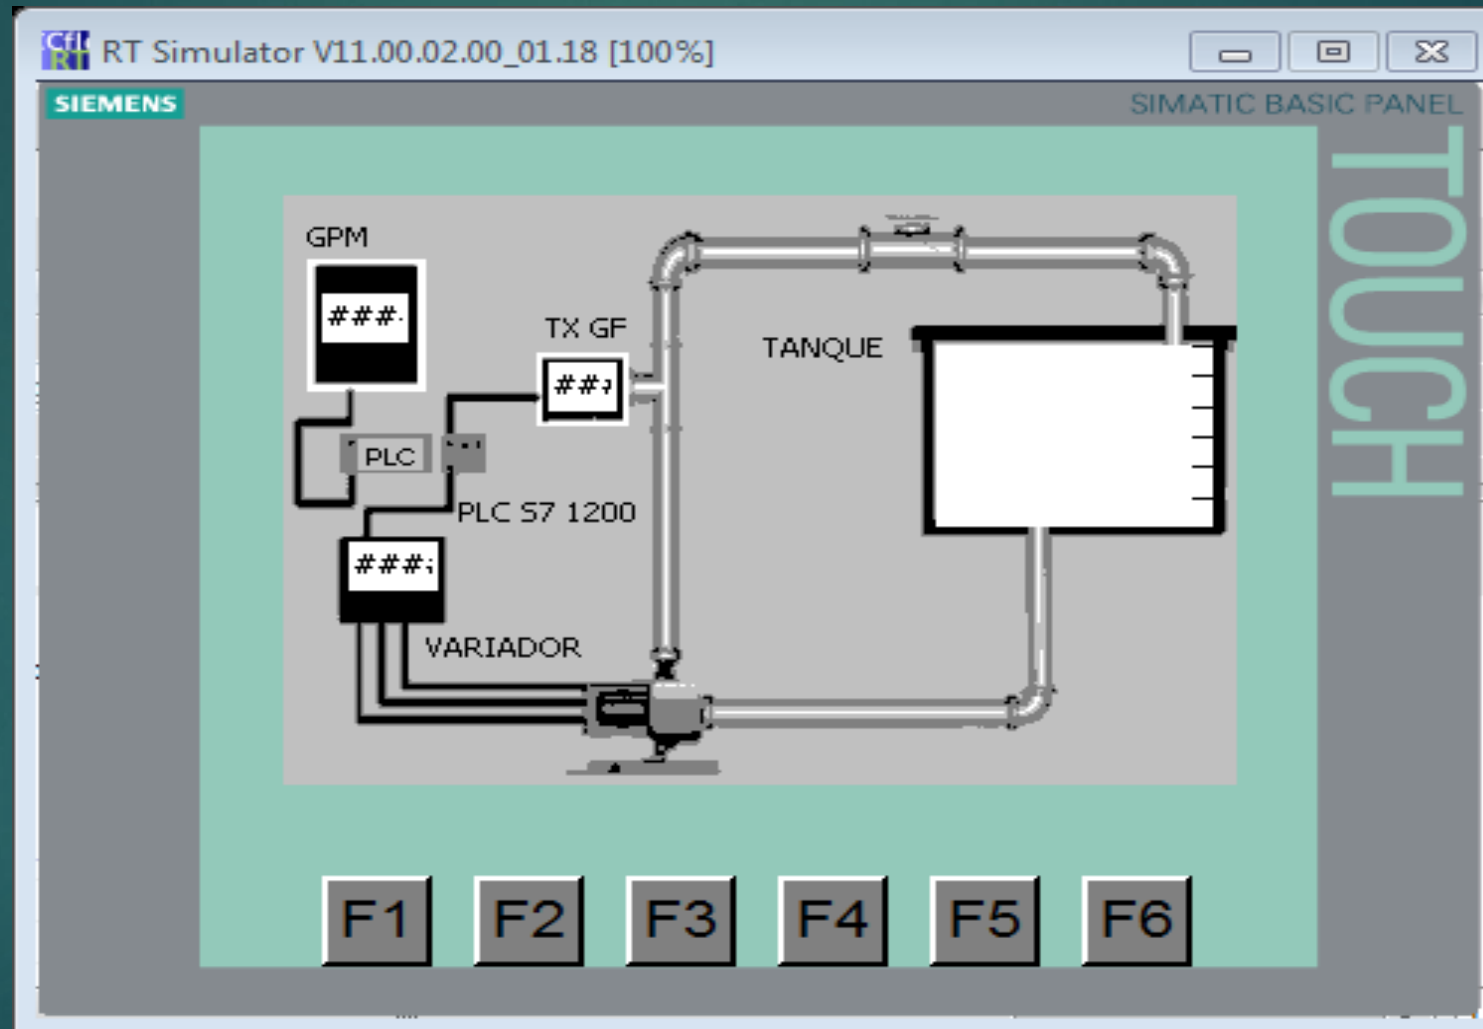 RT Simulator V11.00.02.00_01.18 [100%]
SIEMENS
SIMATIC BASIC PANEL
TOUCH
GPM
###
TX GF
##
TANQUE
PLC
PLC S7 1200
###
VARIADOR
F1 F2 F3 F4 F5 F6